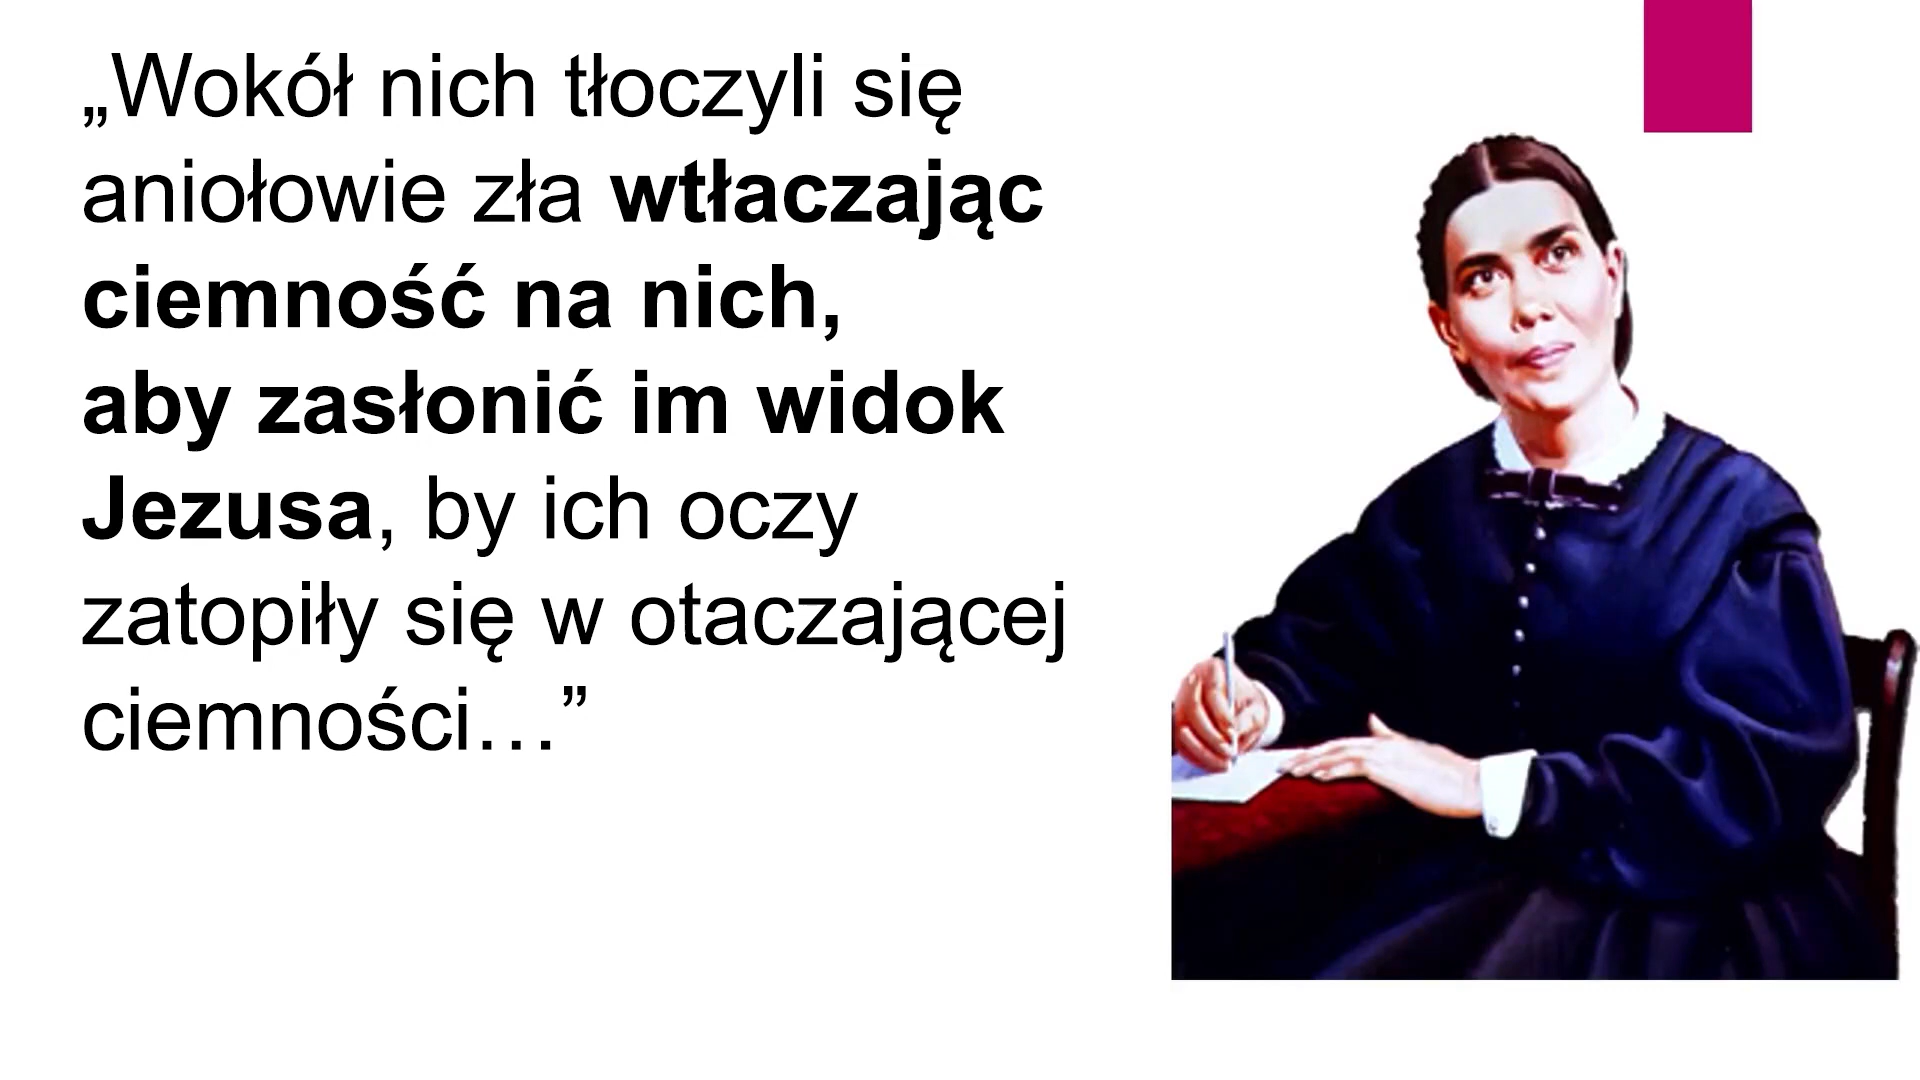 „Wokół nich tłoczyli się
aniołowie zła wtłaczając
ciemność na nich,
aby zasłonić im widok
Jezusa, by ich oczy
zatopiły się w otaczającej
ciemności…”